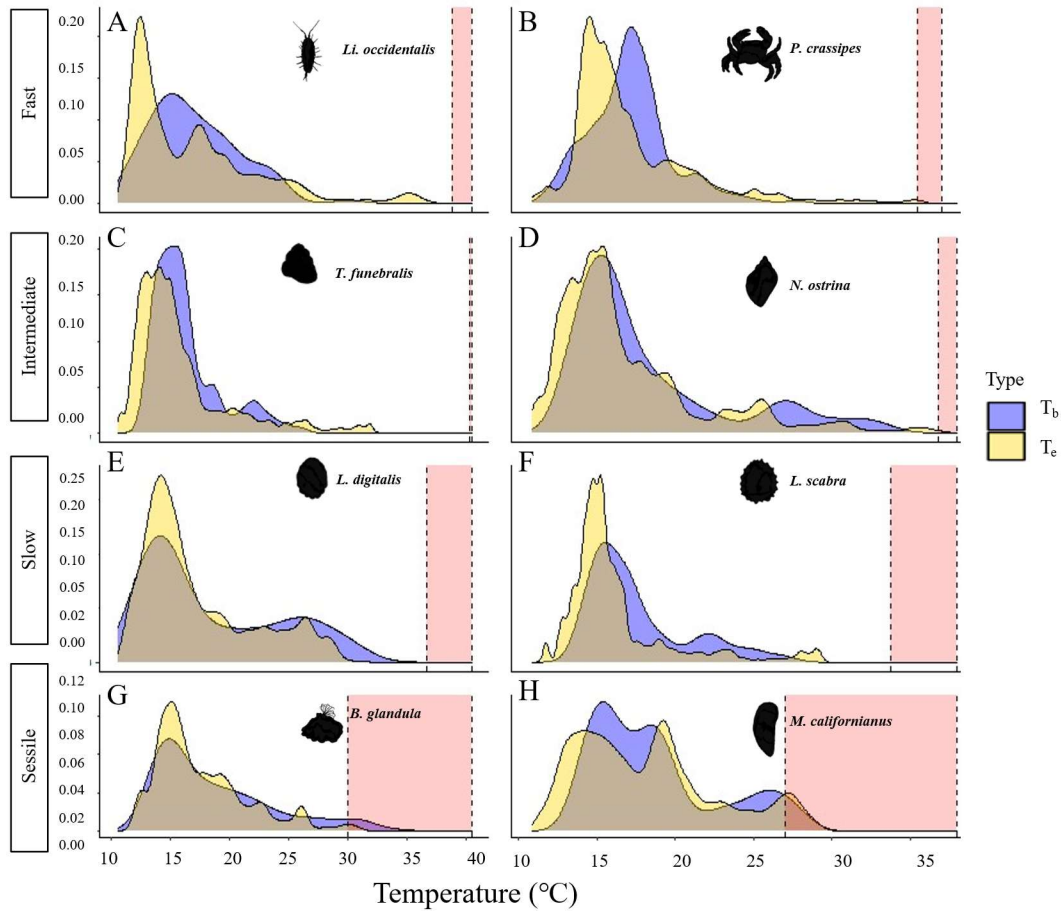 A
Li. occidentalis
B
P. crassipes
Fast
0.20
0.15
0.10
0.05
0.00
C
T. funebralis
D
N. ostrina
Intermediate
0.20
0.15
0.10
0.05
0.00
Type
Tb
Te
E
L. digitalis
F
L. scabra
Slow
0.25
0.20
0.15
0.10
0.02
0.00
G
B. glandula
H
M. californianus
Sessile
0.12
0.10
0.08
0.06
0.04
0.02
0.00
10 15 20 25 30 35 40
10 15 20 25 30 35
Temperature (°C)